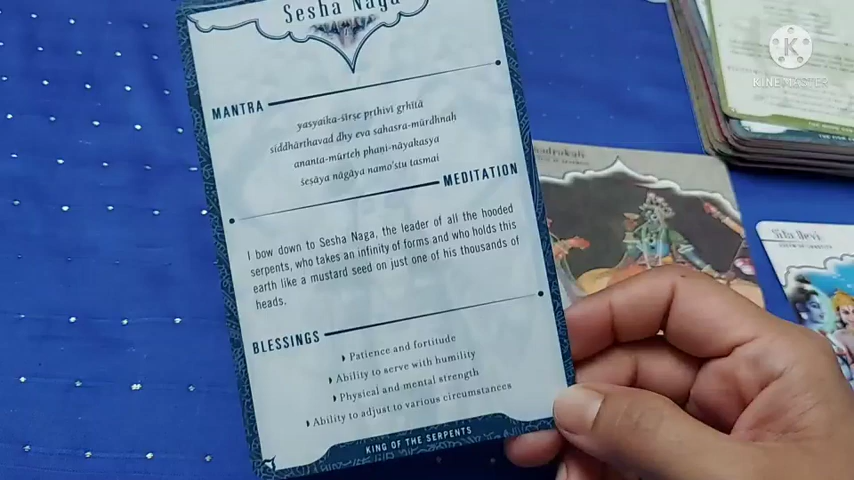 Sesha Naga
MANTRA
yasyaika-śīrṣe pṛthivī gṛhītā
siddhārthavad dhy eva sahasra-mūrdhnaḥ
ananta-mūrteḥ phaṇi-nāyakasya
śeṣāya nāgāya namo'stu tasmai
MEDITATION
I bow down to Sesha Naga, the leader of all the hooded
serpents, who takes an infinity of forms and who holds this
earth like a mustard seed on just one of his thousands of
heads.
BLESSINGS
Patience and fortitude
Ability to serve with humility
Physical and mental strength
Ability to adjust to various circumstances
KING OF THE SERPENTS
Sita Devi
KINEMASTER